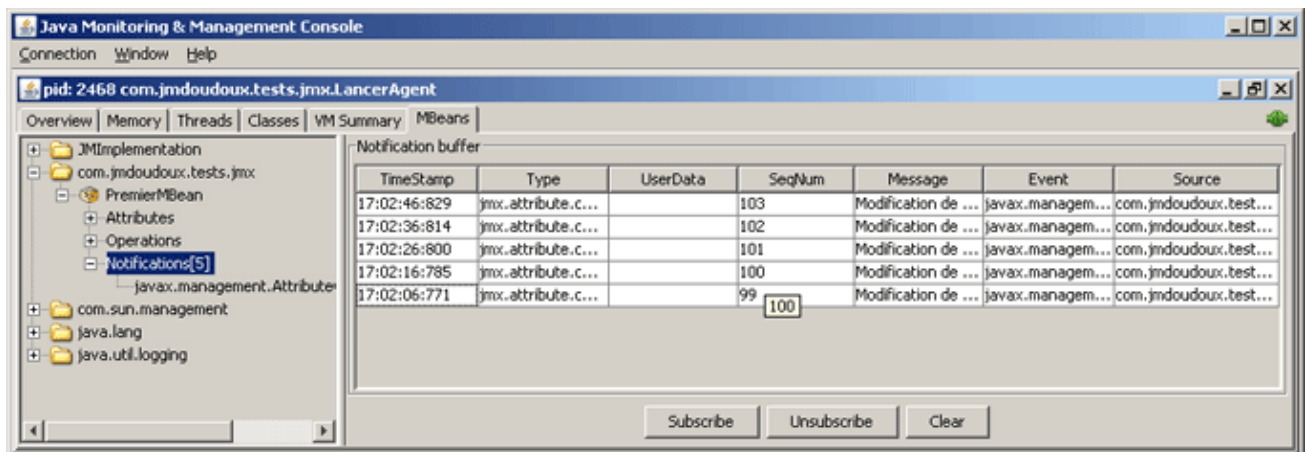 Java Monitoring & Management Console
Connection Window Help
pid: 2468 com.jmdoudoux.tests.jmx.LancerAgent
Overview Memory Threads Classes VM Summary MBeans
JMImplementation
com.jmdoudoux.tests.jmx
PremierMBean
Attributes
Operations
Notifications[5]
javax.management.Attribute
com.sun.management
java.lang
java.util.logging
Notification buffer
TimeStamp Type UserData SeqNum Message Event Source
17:02:46:829 jmx.attribute.c... 103 Modification de ... javax.managem... com.jmdoudoux.test...
17:02:36:814 jmx.attribute.c... 102 Modification de ... javax.managem... com.jmdoudoux.test...
17:02:26:800 jmx.attribute.c... 101 Modification de ... javax.managem... com.jmdoudoux.test...
17:02:16:785 jmx.attribute.c... 100 Modification de ... javax.managem... com.jmdoudoux.test...
17:02:06:771 jmx.attribute.c... 99 Modification de ... javax.managem... com.jmdoudoux.test...
100
Subscribe Unsubscribe Clear